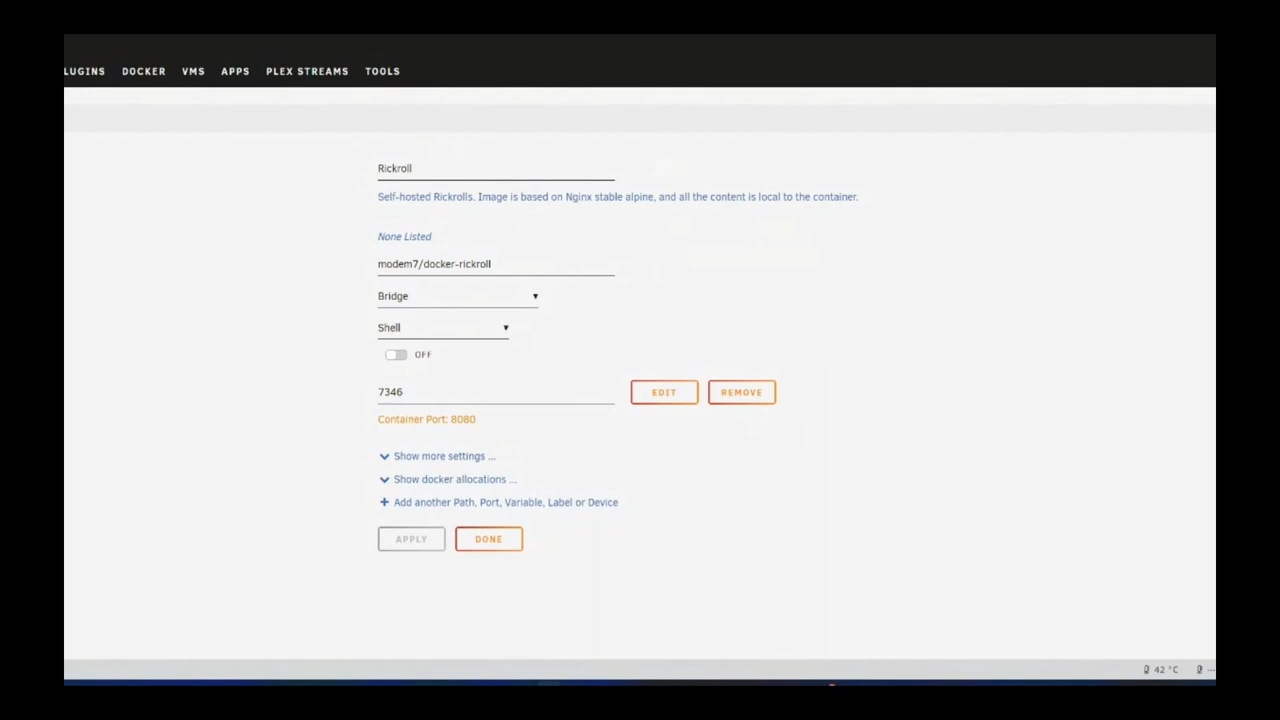 LUGINS DOCKER VMS APPS PLEX STREAMS TOOLS
Rickroll
Self-hosted Rickrolls. Image is based on Nginx stable alpine, and all the content is local to the container.
None Listed
modem7/docker-rickroll
Bridge
Shell
OFF
7346 EDIT REMOVE
Container Port: 8080
Show more settings ...
Show docker allocations ...
Add another Path, Port, Variable, Label or Device
APPLY DONE
42 °C ...